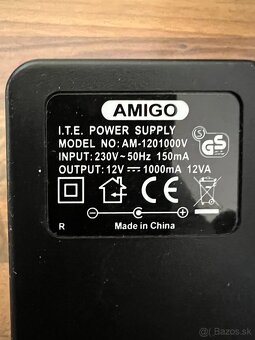 AMIGO
I.T.E. POWER SUPPLY
MODEL NO: AM-1201000V
INPUT: 230V~50Hz 150mA
OUTPUT: 12V⎓1000mA 12VA
S GS
CE
R Made in China
Bazos.sk